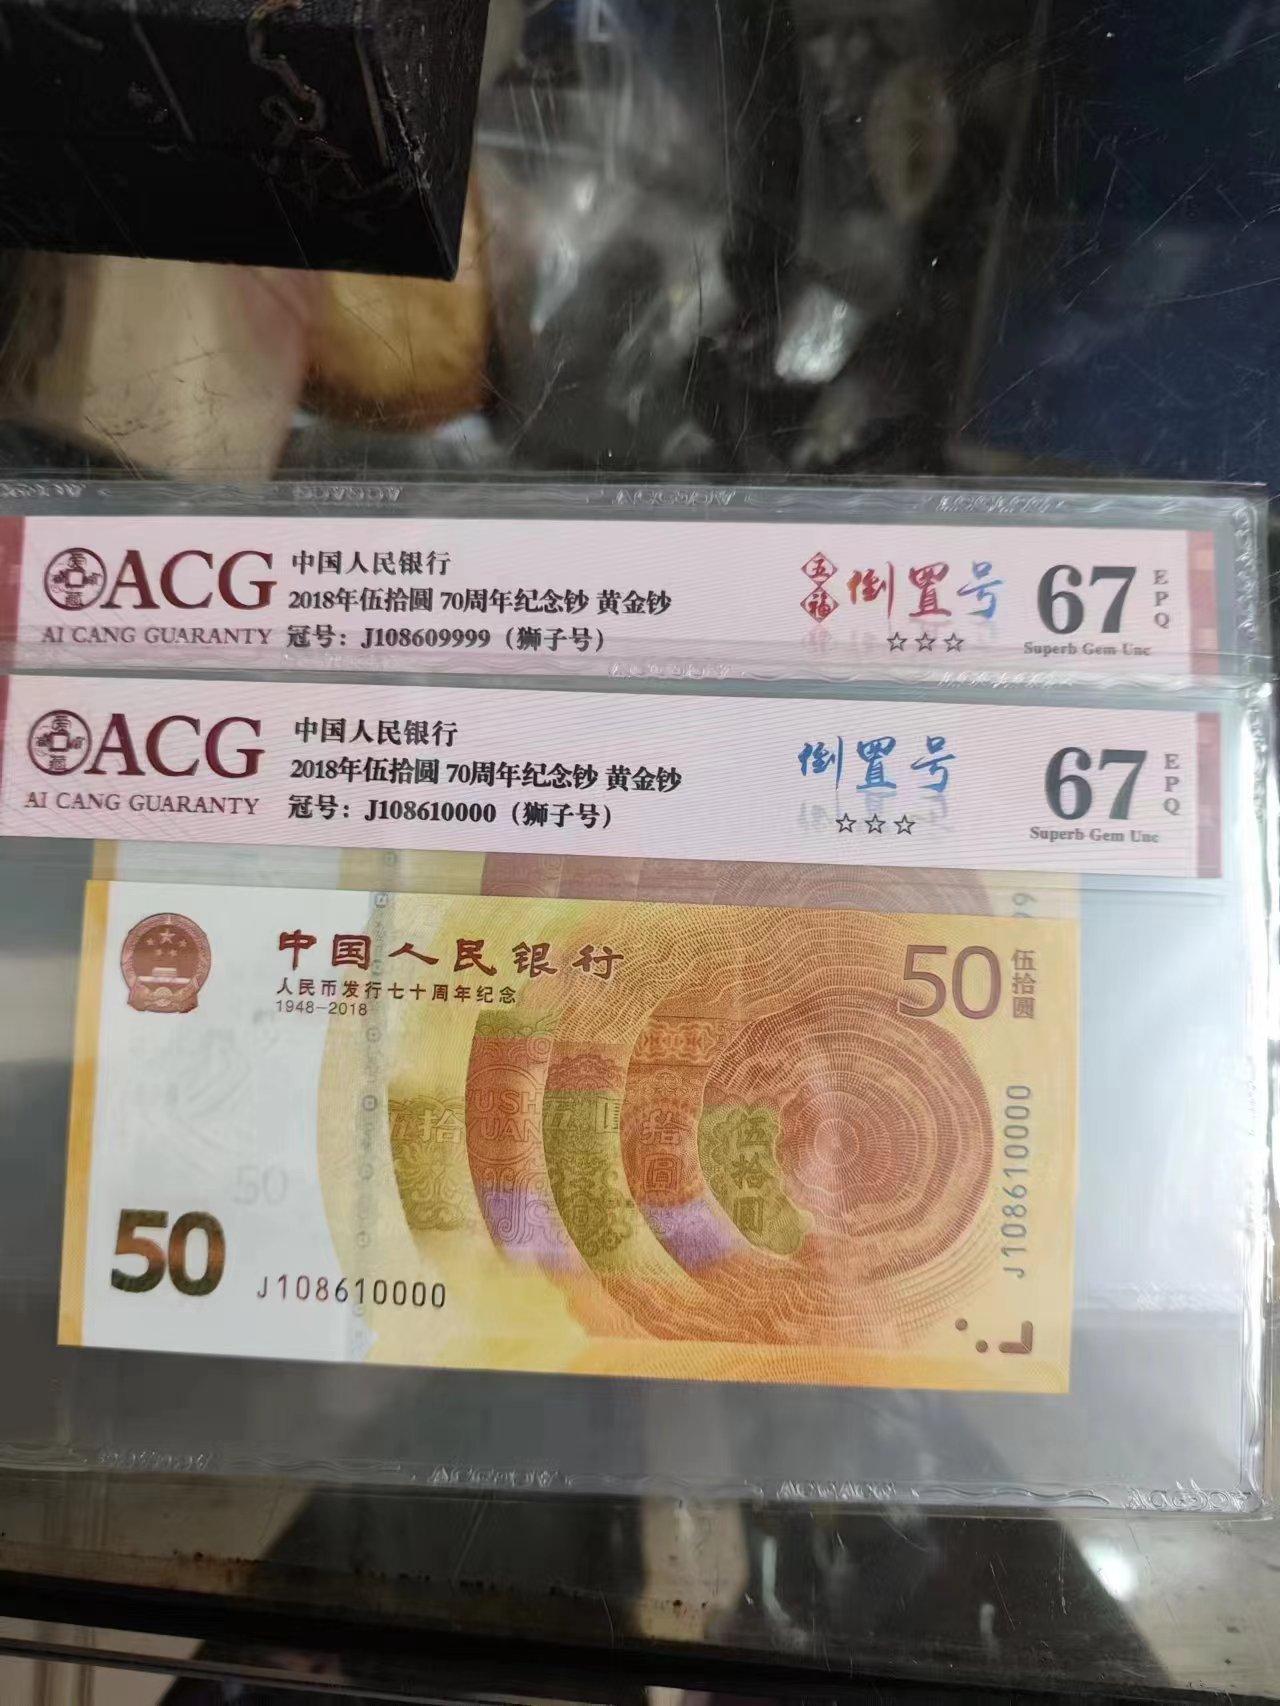 ACG
AI CANG GUARANTY
中国人民银行
2018年伍拾圆 70周年纪念钞 黄金钞
冠号：J108609999（狮子号）
五福
倒置号
☆☆☆
67
EPQ
Superb Gem Unc
ACG
AI CANG GUARANTY
中国人民银行
2018年伍拾圆 70周年纪念钞 黄金钞
冠号：J108610000（狮子号）
倒置号
☆☆☆
67
EPQ
Superb Gem Unc
中国人民银行
人民币发行七十周年纪念
1948-2018
50
伍拾圆
伍拾圆
50
50
J108610000
J108610000